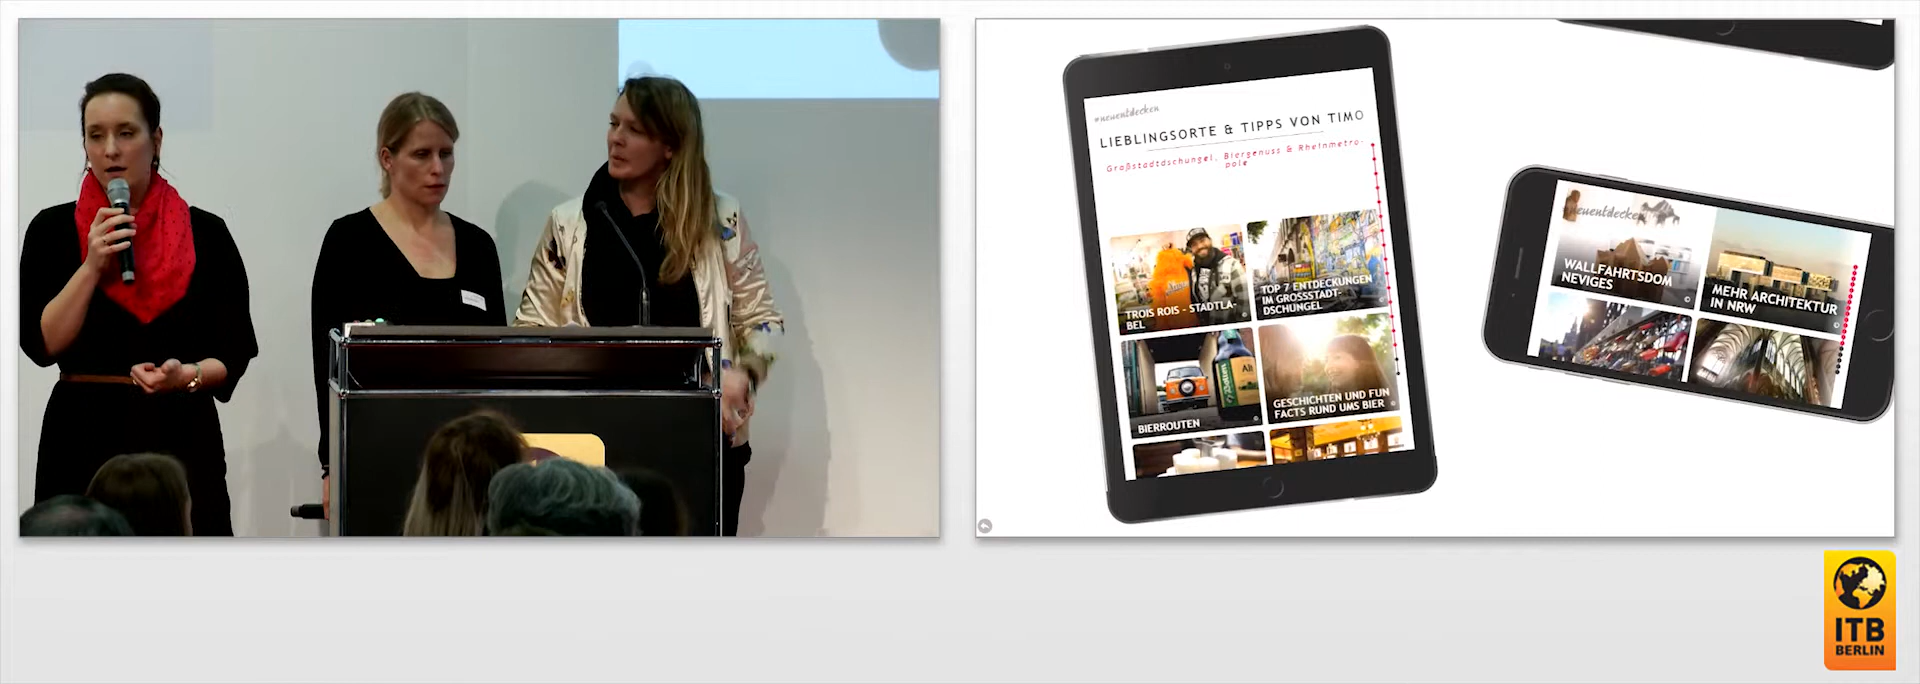 #neuentdecken
LIEBLINGSORTE & TIPPS VON TIMO
Großstadtdschungel, Biergenuss & Rheinmetro-
pole
TROIS ROIS - STADTLA-
BEL
TOP 7 ENTDECKUNGEN
IM GROSSSTADT-
DSCHUNGEL
BIERROUTEN
Alt
GESCHICHTEN UND FUN
FACTS RUND UMS BIER
#neuentdecken
WALLFAHRTSDOM
NEVIGES
MEHR ARCHITEKTUR
IN NRW
ITB
BERLIN